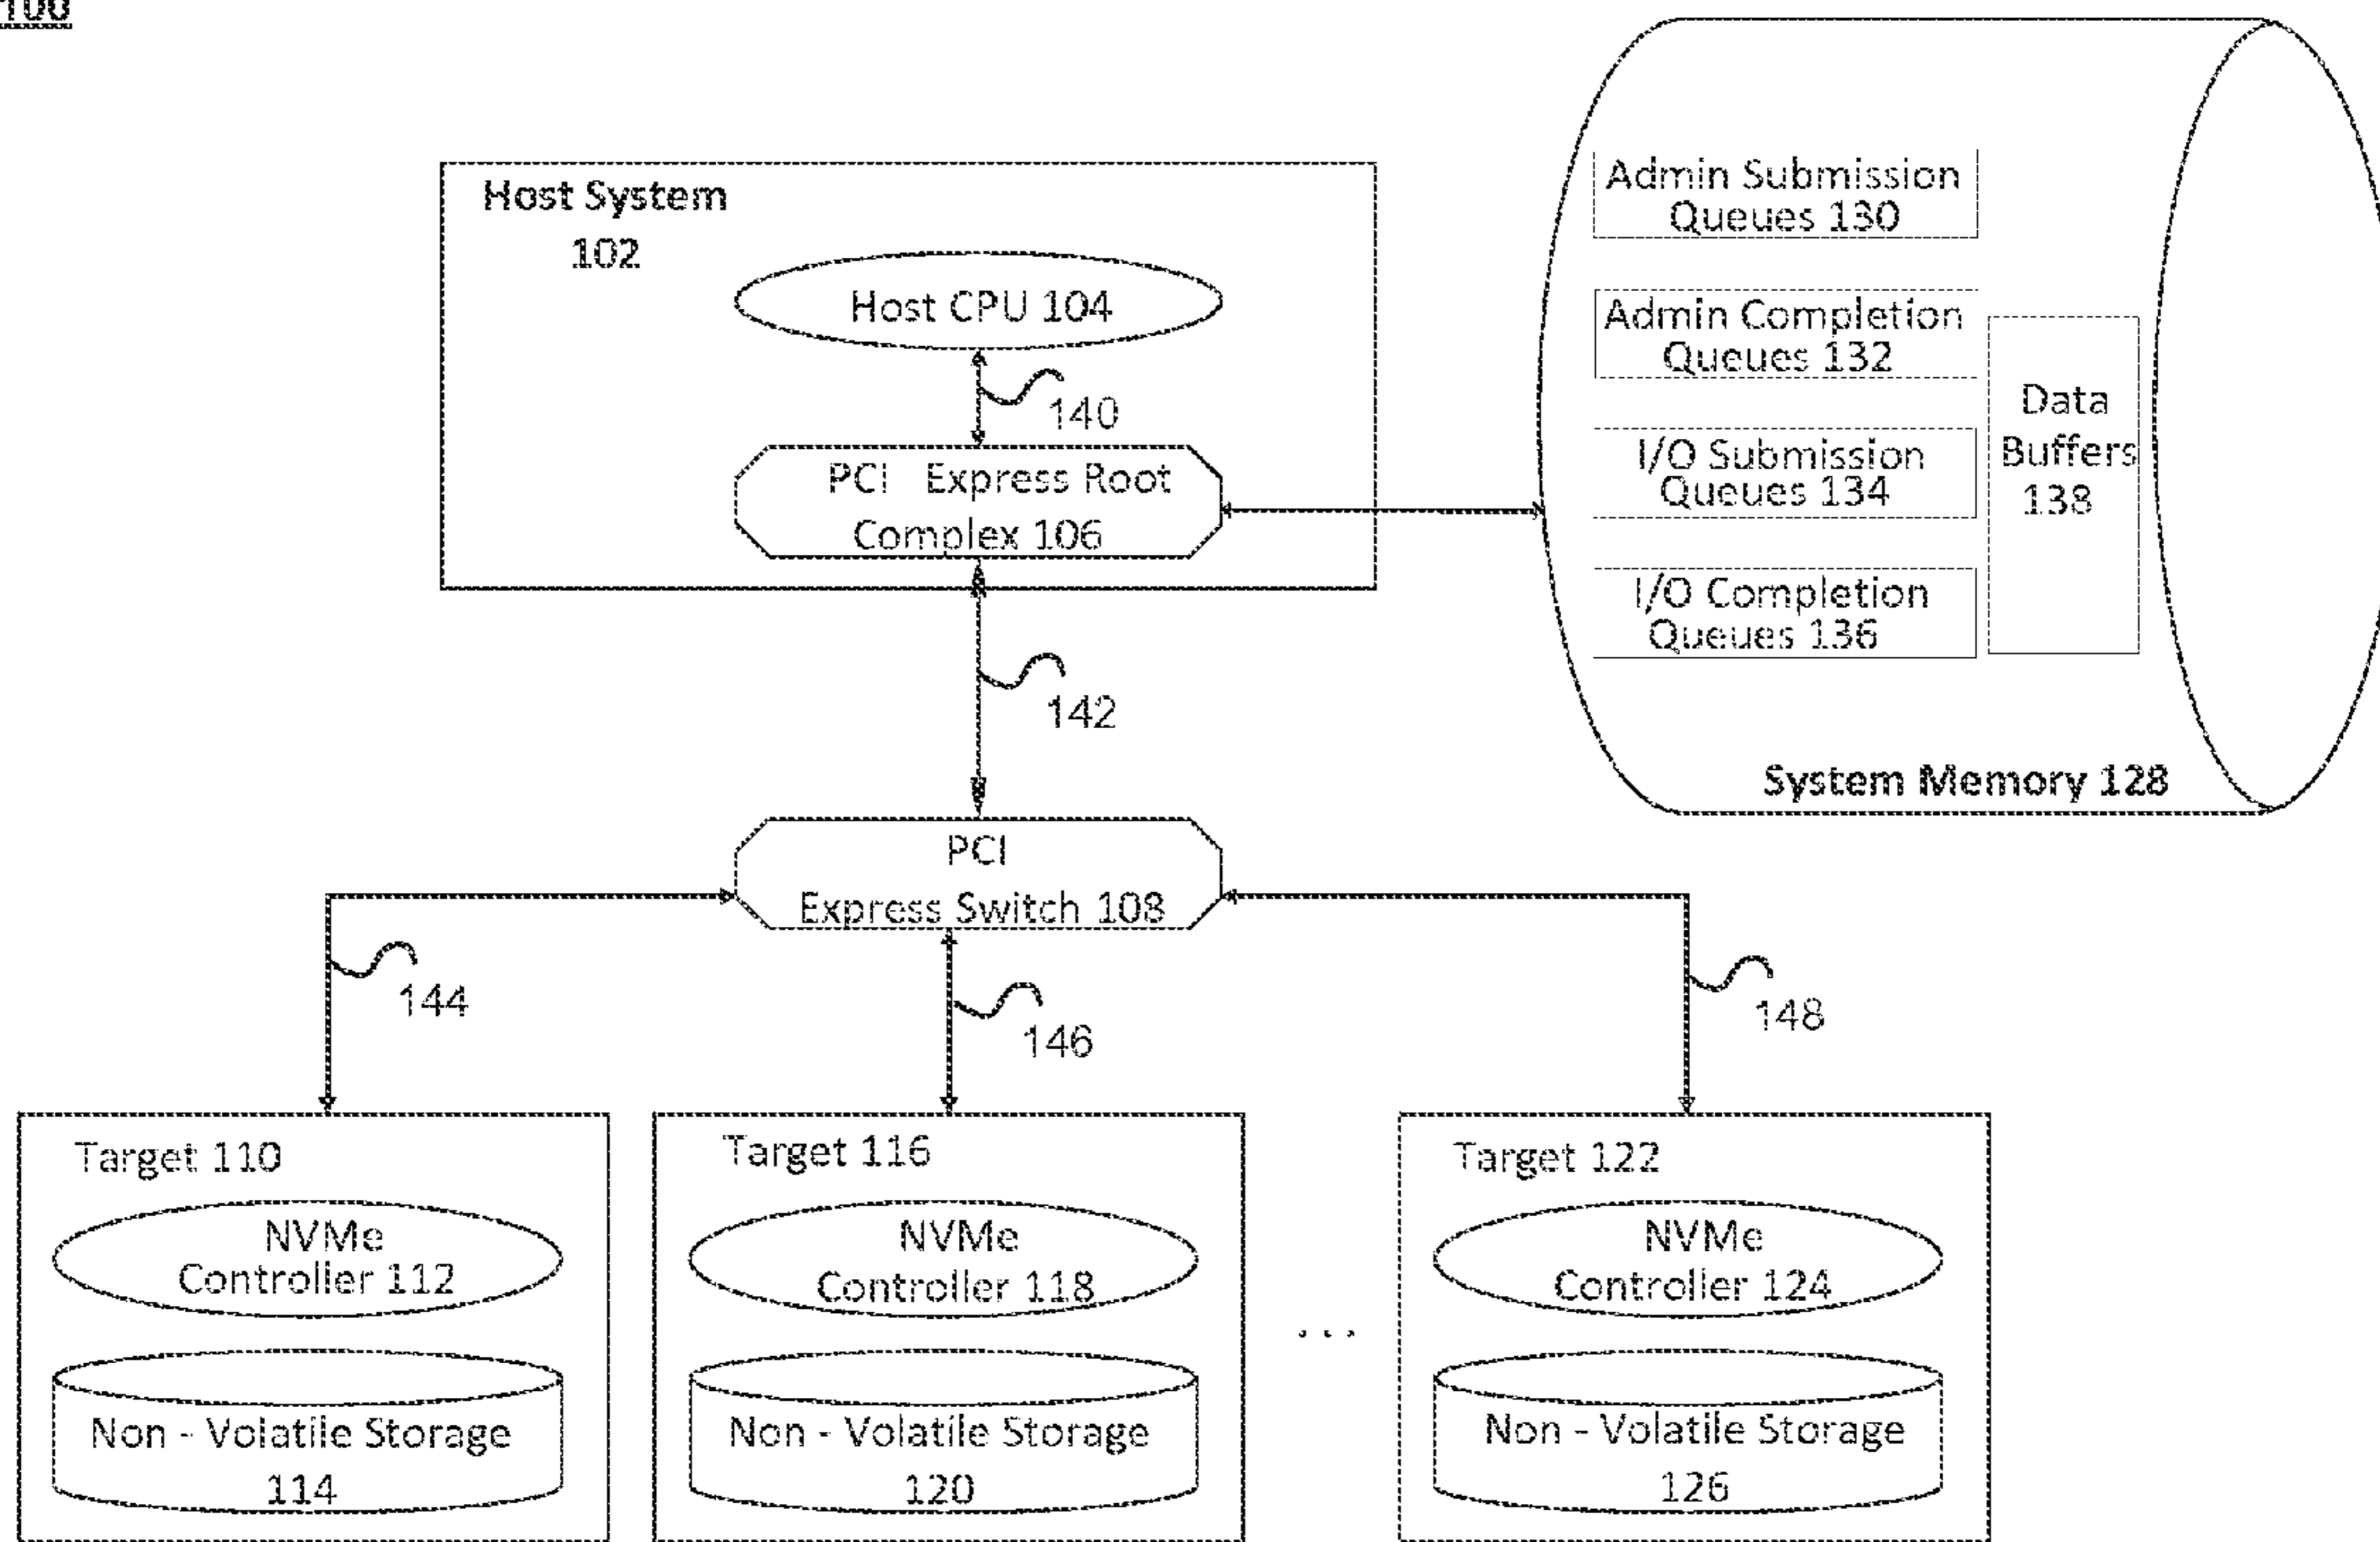 100
Host System
102
Host CPU 104
140
PCI Express Root
Complex 106
142
Admin Submission
Queues 130
Admin Completion
Queues 132
I/O Submission
Queues 134
I/O Completion
Queues 136
Data
Buffers
138
System Memory 128
PCI
Express Switch 108
144
146
148
Target 110
NVMe
Controller 112
Non - Volatile Storage
114
Target 116
NVMe
Controller 118
Non - Volatile Storage
120
...
Target 122
NVMe
Controller 124
Non - Volatile Storage
126